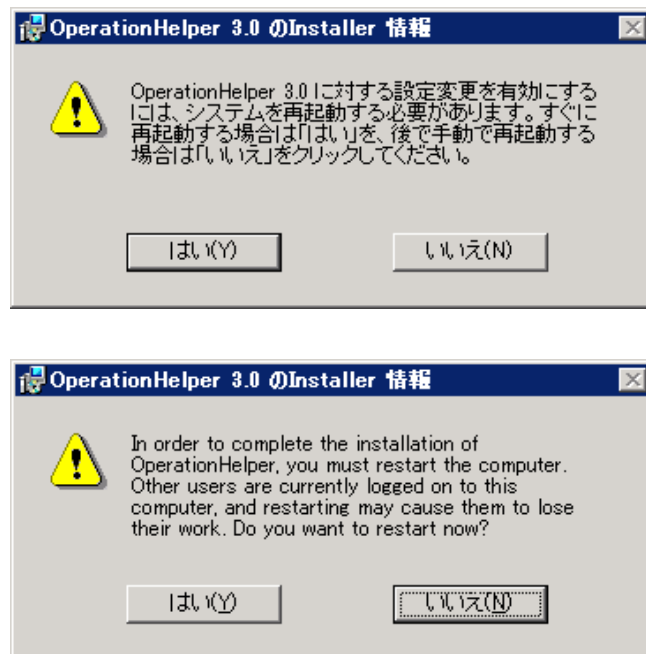 OperationHelper 3.0 のInstaller 情報
OperationHelper 3.0 に対する設定変更を有効にする
には、システムを再起動する必要があります。すぐに
再起動する場合は「はい」を、後で手動で再起動する
場合は「いいえ」をクリックしてください。
はい(Y)
いいえ(N)
OperationHelper 3.0 のInstaller 情報
In order to complete the installation of
OperationHelper, you must restart the computer.
Other users are currently logged on to this
computer, and restarting may cause them to lose
their work. Do you want to restart now?
はい(Y)
いいえ(N)